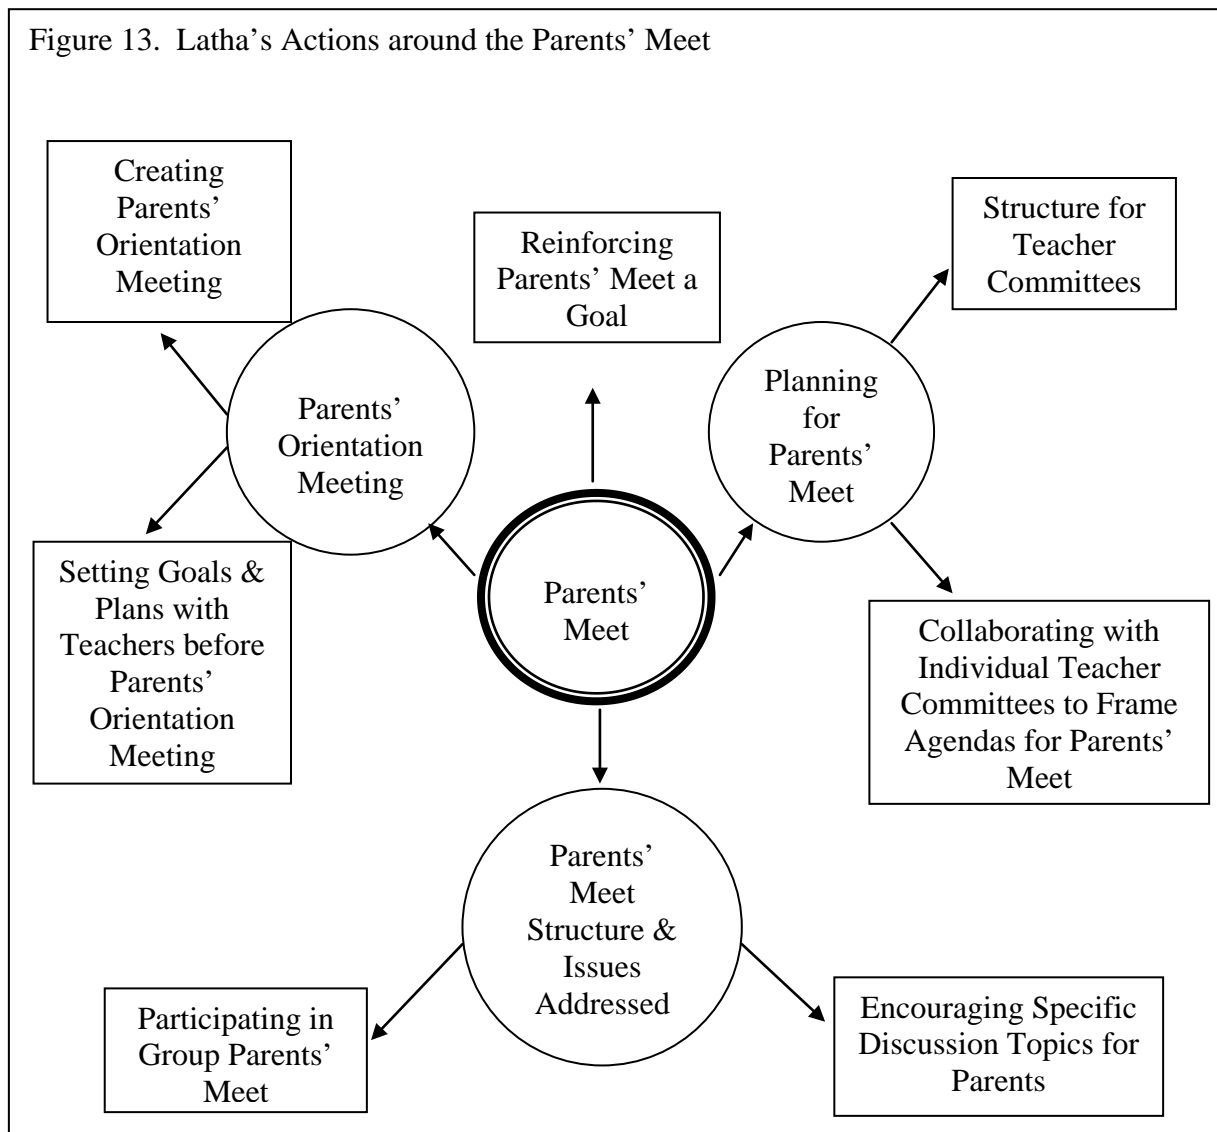 Figure 13.  Latha’s Actions around the Parents’ Meet
Creating
Parents’
Orientation
Meeting
Reinforcing
Parents’ Meet a
Goal
Structure for
Teacher
Committees
Parents’
Orientation
Meeting
Planning
for
Parents’
Meet
Setting Goals &
Plans with
Teachers before
Parents’
Orientation
Meeting
Parents’
Meet
Collaborating with
Individual Teacher
Committees to Frame
Agendas for Parents’
Meet
Parents’
Meet
Structure &
Issues
Addressed
Participating in
Group Parents’
Meet
Encouraging Specific
Discussion Topics for
Parents